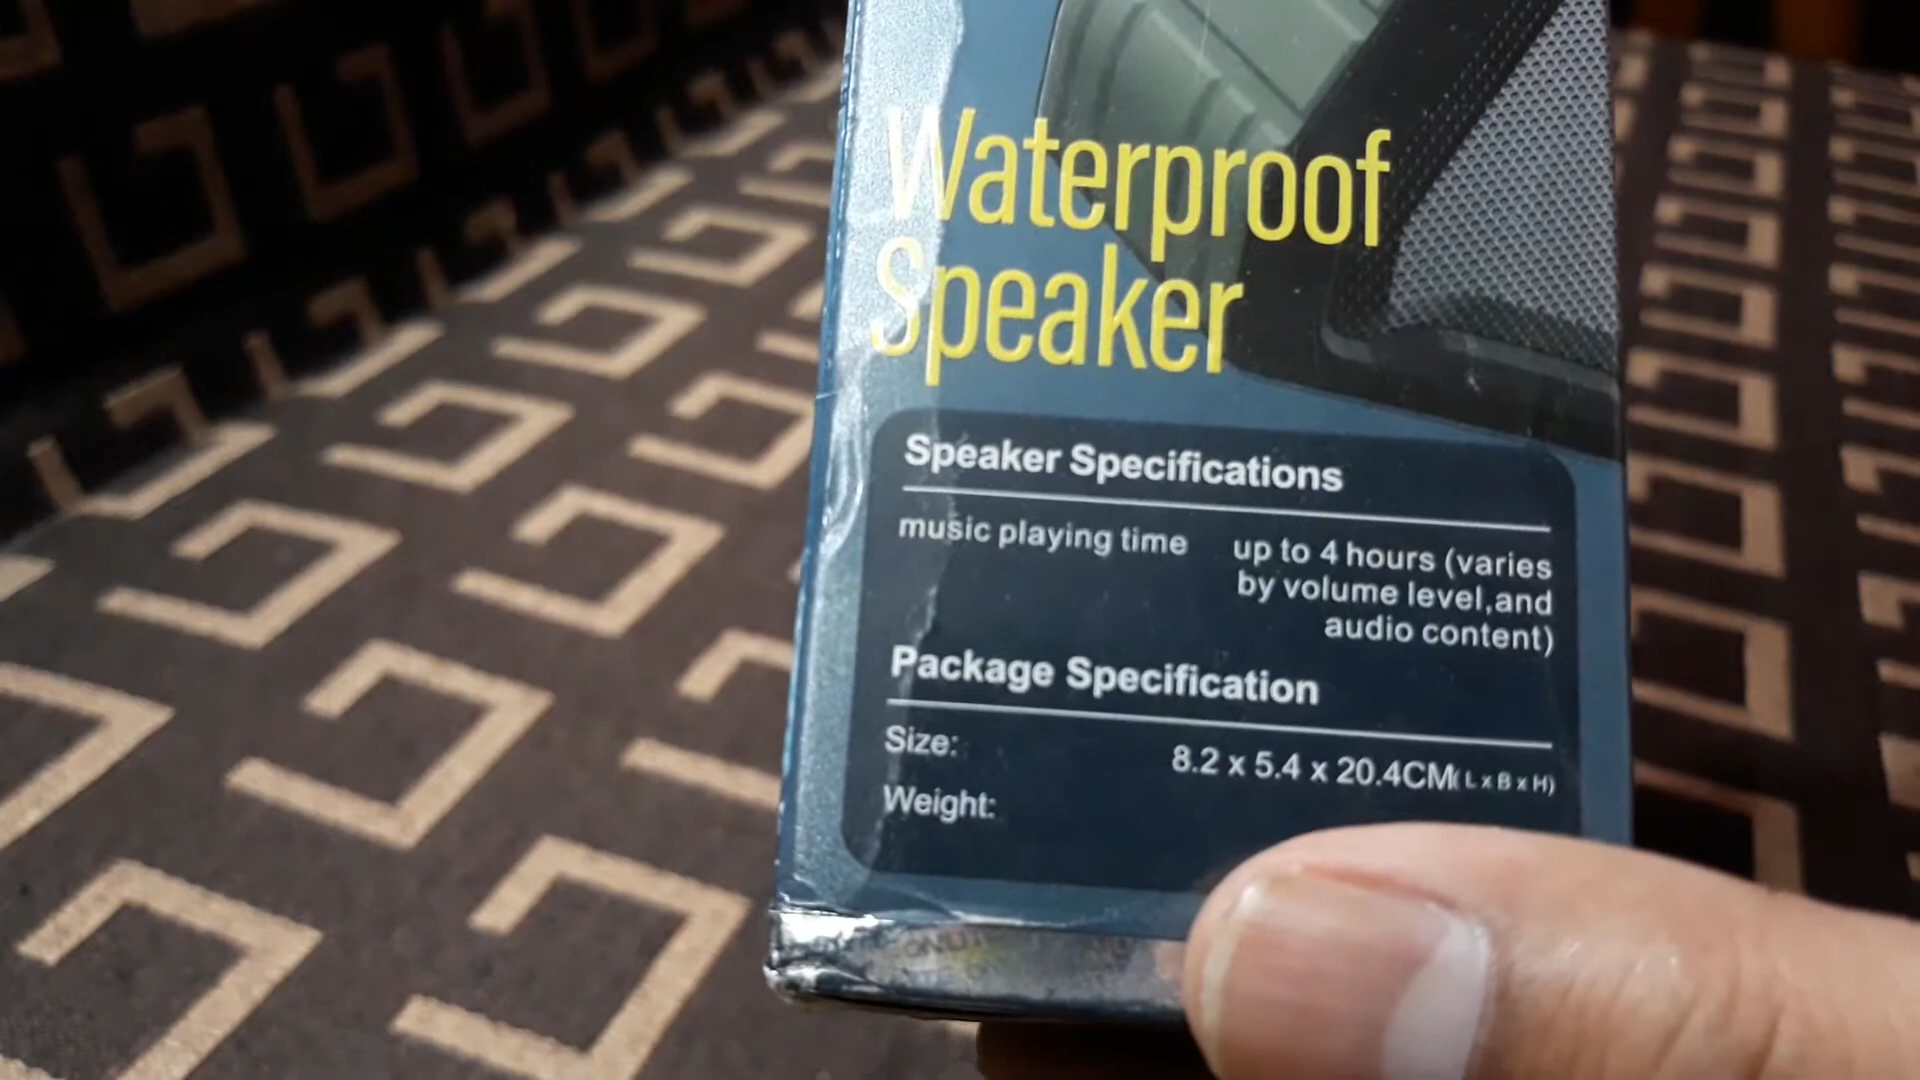 Waterproof
Speaker
Speaker Specifications
music playing time up to 4 hours (varies
by volume level,and
audio content)
Package Specification
Size: 8.2 x 5.4 x 20.4CM( L x B x H)
Weight: